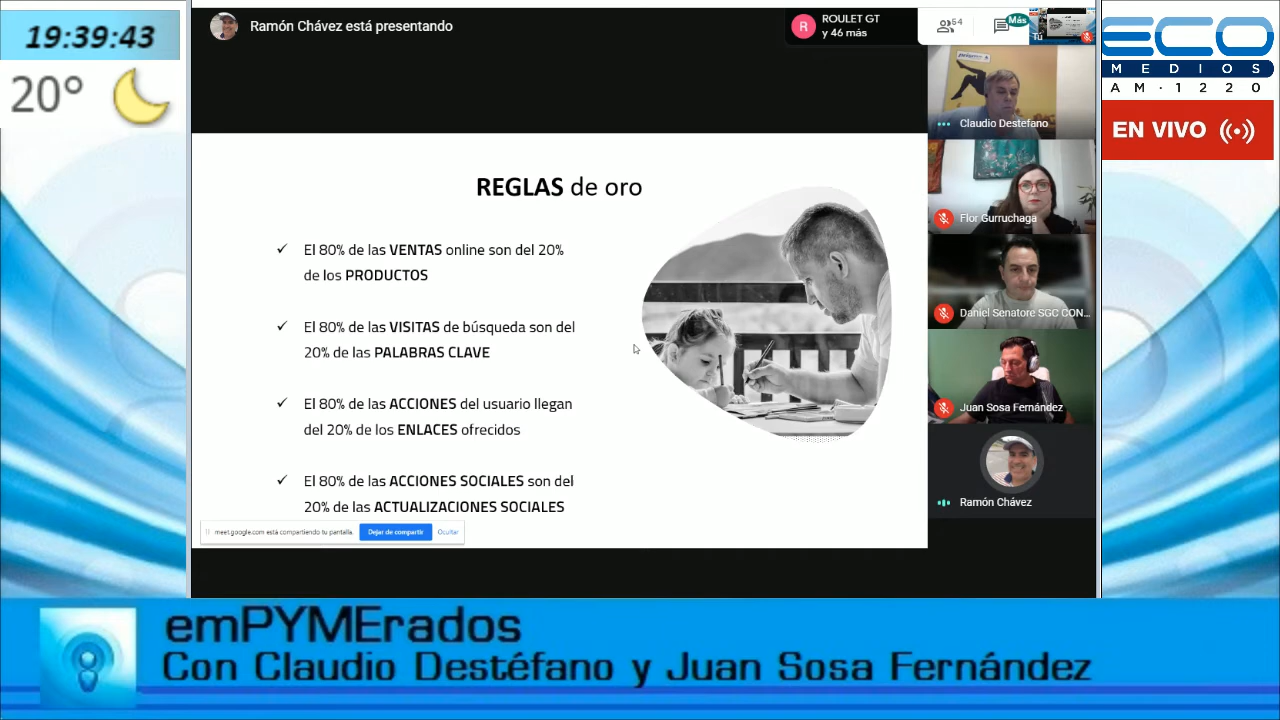 19:39:43
20°
Ramón Chávez está presentando
R
ROULET GT
y 46 más
54
Más
Tú
ECO
MEDIOS
AM·1220
EN VIVO
REGLAS de oro
✓ El 80% de las VENTAS online son del 20%
de los PRODUCTOS
✓ El 80% de las VISITAS de búsqueda son del
20% de las PALABRAS CLAVE
✓ El 80% de las ACCIONES del usuario llegan
del 20% de los ENLACES ofrecidos
✓ El 80% de las ACCIONES SOCIALES son del
20% de las ACTUALIZACIONES SOCIALES
meet.google.com está compartiendo tu pantalla.
Dejar de compartir
Ocultar
Claudio Destefano
Flor Gurruchaga
Daniel Senatore SGC CON...
Juan Sosa Fernández
Ramón Chávez
emPYMErados
Con Claudio Destéfano y Juan Sosa Fernández